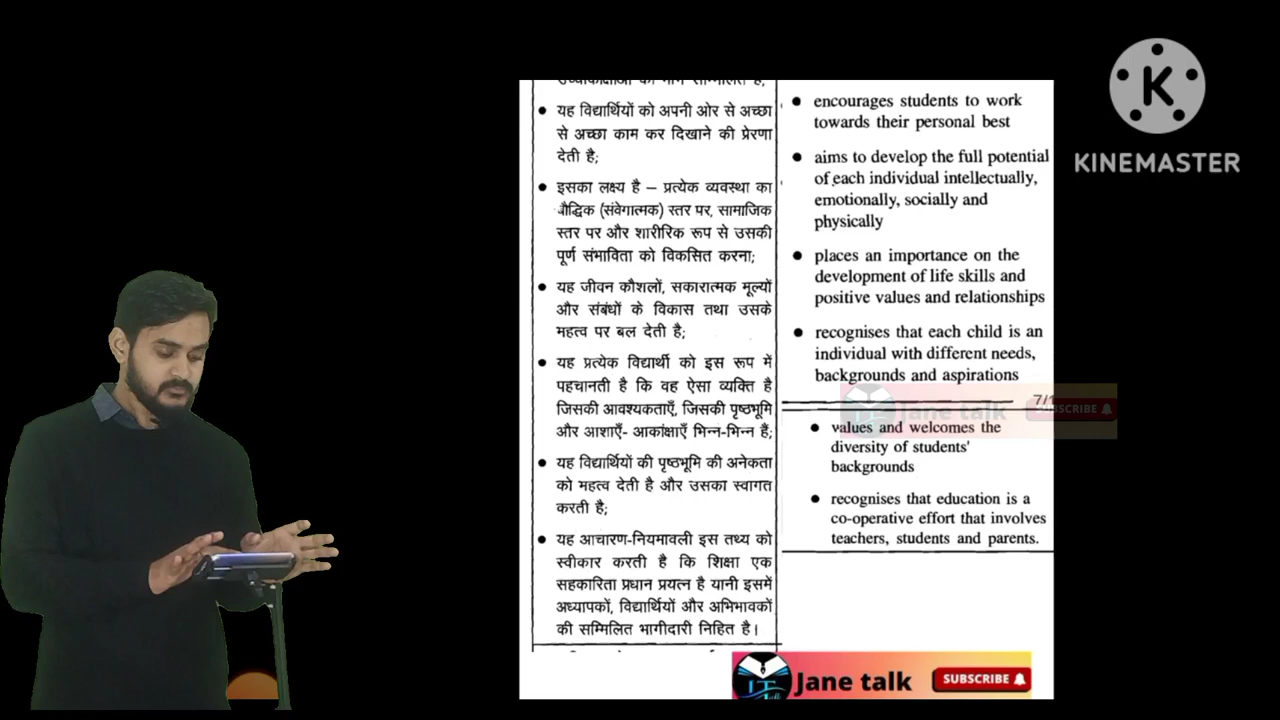 यह विद्यार्थियों को अपनी ओर से अच्छा
से अच्छा काम कर दिखाने की प्रेरणा
देती है;
इसका लक्ष्य है – प्रत्येक व्यवस्था का
बौद्धिक (संवेगात्मक) स्तर पर, सामाजिक
स्तर पर और शारीरिक रूप से उसकी
पूर्ण संभाविता को विकसित करना;
यह जीवन कौशलों, सकारात्मक मूल्यों
और संबंधों के विकास तथा उसके
महत्व पर बल देती है;
यह प्रत्येक विद्यार्थी को इस रूप में
पहचानती है कि वह ऐसा व्यक्ति है
जिसकी आवश्यकताएँ, जिसकी पृष्ठभूमि
और आशाएँ- आकांक्षाएँ भिन्न-भिन्न हैं;
यह विद्यार्थियों की पृष्ठभूमि की अनेकता
को महत्व देती है और उसका स्वागत
करती है;
यह आचारण-नियमावली इस तथ्य को
स्वीकार करती है कि शिक्षा एक
सहकारिता प्रधान प्रयत्न है यानी इसमें
अध्यापकों, विद्यार्थियों और अभिभावकों
की सम्मिलित भागीदारी निहित है।
encourages students to work
towards their personal best
aims to develop the full potential
of each individual intellectually,
emotionally, socially and
physically
places an importance on the
development of life skills and
positive values and relationships
recognises that each child is an
individual with different needs,
backgrounds and aspirations
Jane talk
SUBSCRIBE
values and welcomes the
diversity of students'
backgrounds
recognises that education is a
co-operative effort that involves
teachers, students and parents.
Jane talk
SUBSCRIBE
K
KINEMASTER